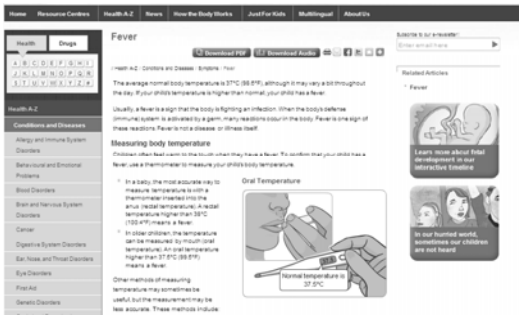 Home Resource Centres Health A-Z News How the Body Works Just For Kids Multilingual About Us
Health Drugs
A B C D E F G H I
J K L M N O P Q R
S T U V W X Y Z #
Health A-Z
Conditions and Diseases
Allergy and Immune System
Disorders
Behavioural and Emotional
Problems
Blood Disorders
Brain and Nervous System
Disorders
Cancer
Digestive System Disorders
Ear, Nose, and Throat Disorders
Eye Disorders
First Aid
Genetic Disorders
Fever
Download PDF Download Audio
/ Health A-Z / Conditions and Diseases / Symptoms / Fever
The average normal body temperature is 37°C (98.6°F), although it may vary a bit throughout
the day. If your child's temperature is higher than normal, your child has a fever.
Usually, a fever is a sign that the body is fighting an infection. When the body's defense
(immune) system is activated by a germ, many reactions occur in the body. Fever is one sign of
these reactions. Fever is not a disease, or illness itself.
Measuring body temperature
Children often feel warm to the touch when they have a fever. To confirm that your child has a
fever, use a thermometer to measure your child's body temperature.
In a baby, the most accurate way to
measure temperature is with a
thermometer inserted into the
anus (rectal temperature). A rectal
temperature higher than 38°C
(100.4°F) means a fever.
In older children, the temperature
can be measured by mouth (oral
temperature). An oral temperature
higher than 37.5°C (99.5°F)
means a fever.
Other methods of measuring
temperature may sometimes be
useful, but the measurement may be
less accurate. These methods include:
Oral Temperature
Normal temperature is
37.5°C
Subscribe to our e-newsletter:
Enter email here
Related Articles
Fever
Learn more about fetal
development in our
interactive timeline
In our hurried world,
sometimes our children
are not heard